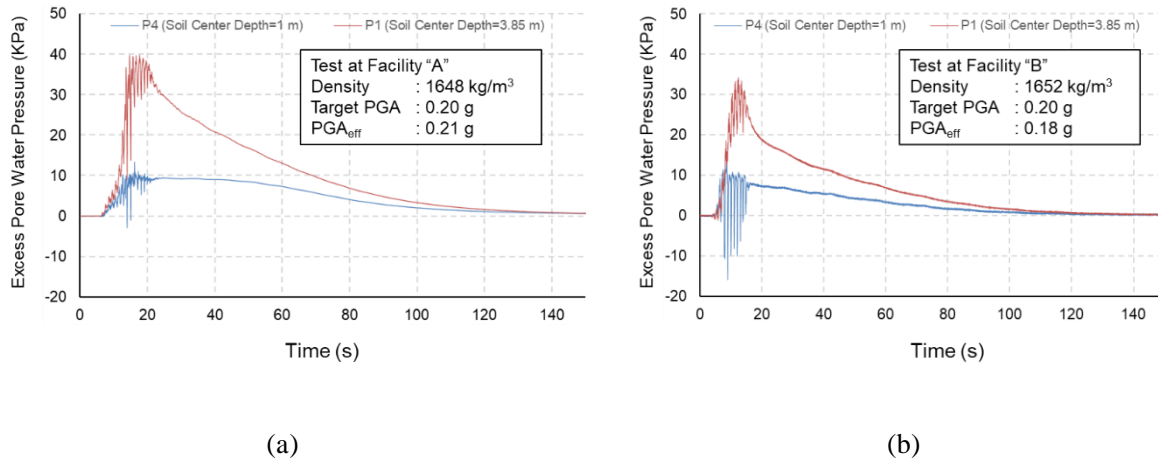 P4 (Soil Center Depth=1 m) P1 (Soil Center Depth=3.85 m)
Excess Pore Water Pressure (KPa)
50
40
30
20
10
0
-10
-20
Test at Facility “A”
Density : 1648 kg/m³
Target PGA : 0.20 g
PGAeff : 0.21 g
0 20 40 60 80 100 120 140
Time (s)
(a)
P4 (Soil Center Depth=1 m) P1 (Soil Center Depth=3.85 m)
Excess Pore Water Pressure (KPa)
50
40
30
20
10
0
-10
-20
Test at Facility “B”
Density : 1652 kg/m³
Target PGA : 0.20 g
PGAeff : 0.18 g
0 20 40 60 80 100 120 140
Time (s)
(b)